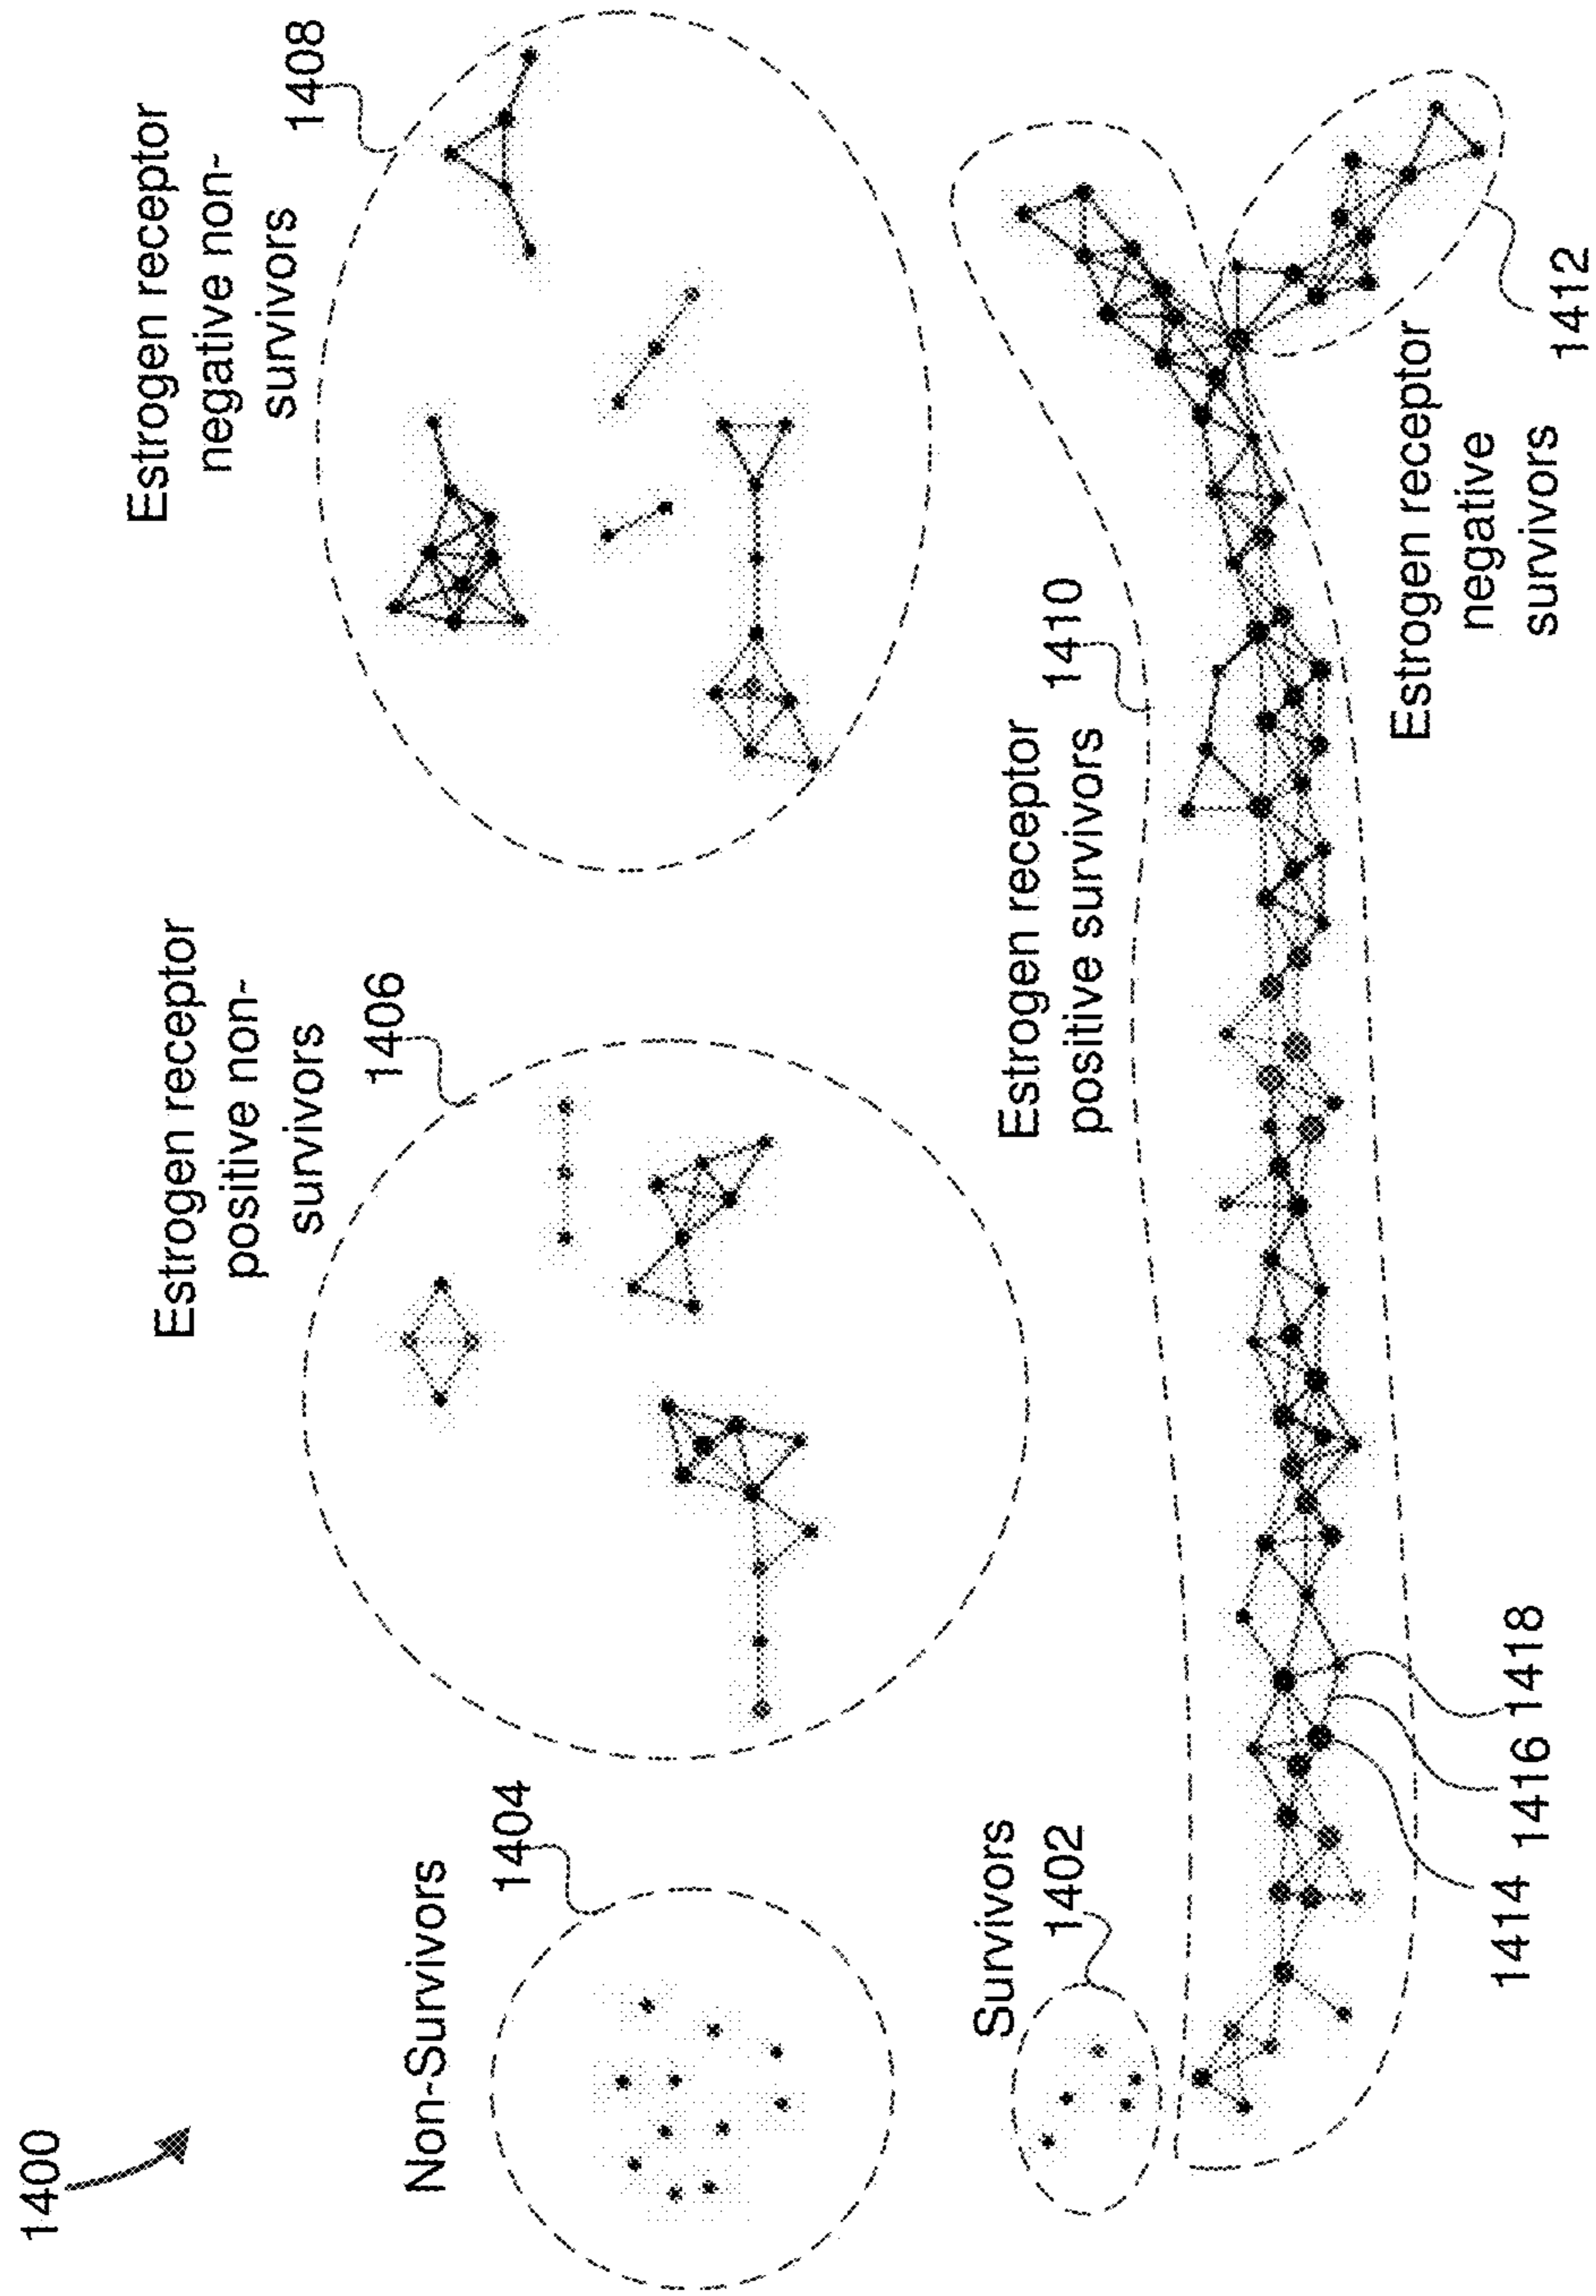 1400
Non-Survivors
1404
Estrogen receptor
positive non-
survivors
1406
Estrogen receptor
negative non-
survivors
1408
Survivors
1402
Estrogen receptor
positive survivors
1410
Estrogen receptor
negative
survivors
1412
1414
1416
1418